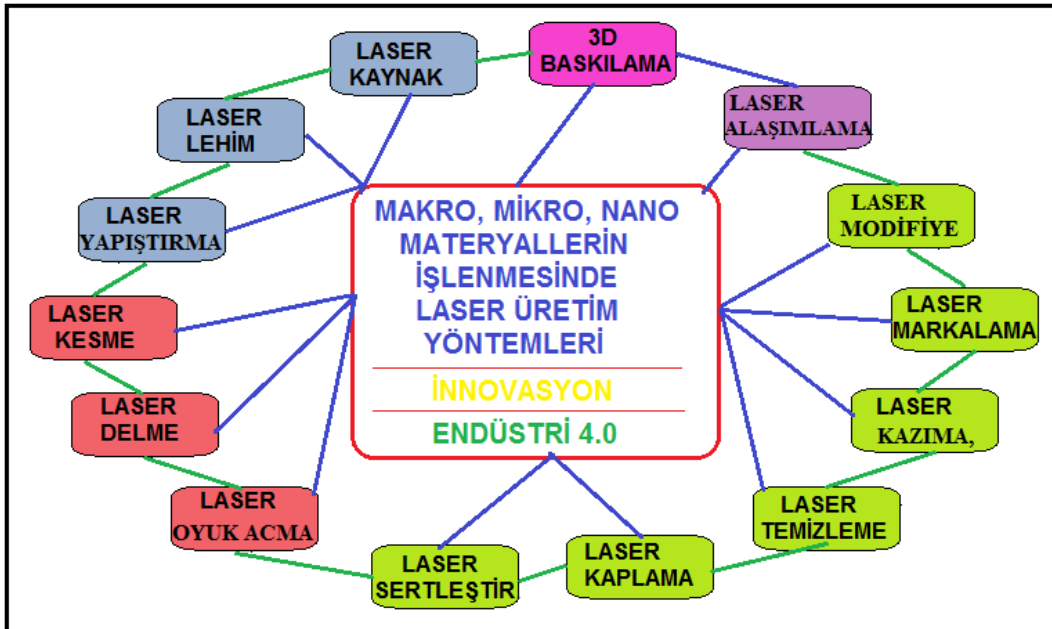 LASER
KAYNAK
3D
BASKILAMA
LASER
ALAŞIMLAMA
LASER
LEHİM
LASER
MODİFİYE
LASER
YAPIŞTIRMA
MAKRO, MİKRO, NANO
MATERYALLERİN
İŞLENMESİNDE
LASER ÜRETİM
YÖNTEMLERİ
İNNOVASYON
ENDÜSTRİ 4.0
LASER
MARKALAMA
LASER
KESME
LASER
KAZIMA,
LASER
DELME
LASER
TEMİZLEME
LASER
OYUK ACMA
LASER
KAPLAMA
LASER
SERTLEŞTİR